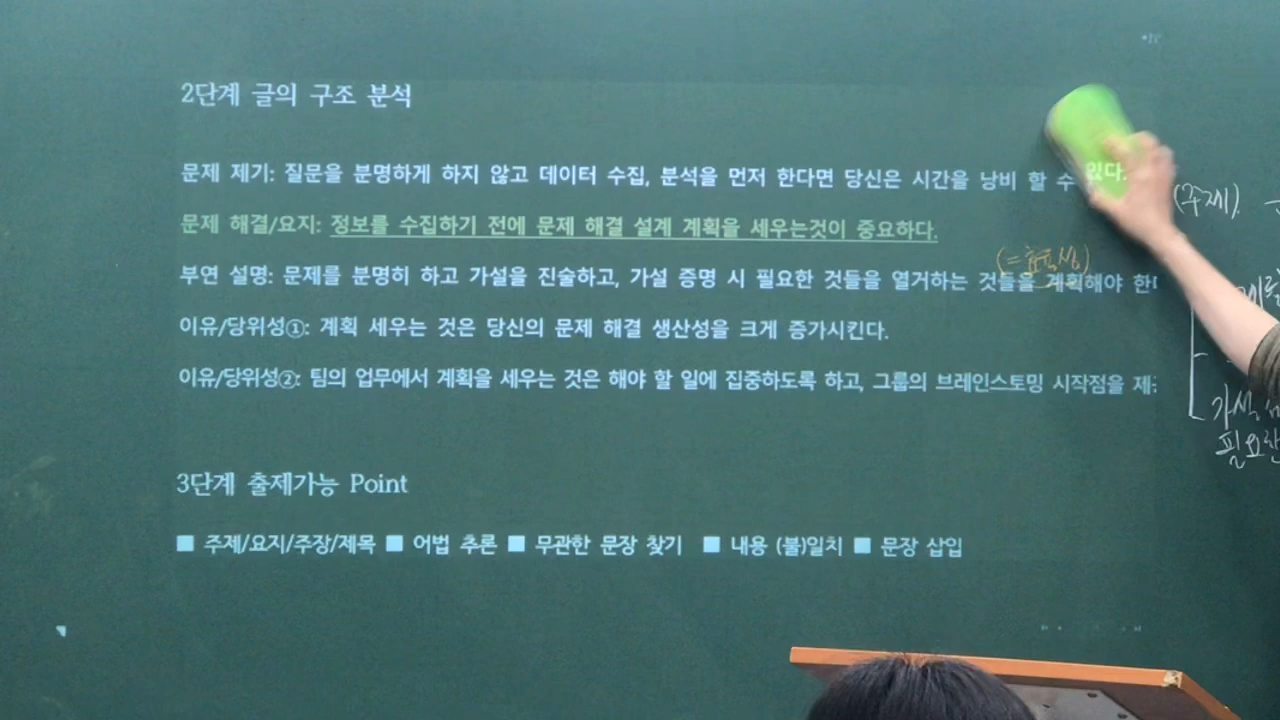 2단계 글의 구조 분석
문제 제기: 질문을 분명하게 하지 않고 데이터 수집, 분석을 먼저 한다면 당신은 시간을 낭비 할 수 있다.
(주제)
문제 해결/요지: 정보를 수집하기 전에 문제 해결 설계 계획을 세우는것이 중요하다.
부연 설명: 문제를 분명히 하고 가설을 진술하고, 가설 증명 시 필요한 것들을 열거하는 것들을 계획해야
이유/당위성①: 계획 세우는 것은 당신의 문제 해결 생산성을 크게 증가시킨다.
이유/당위성②: 팀의 업무에서 계획을 세우는 것은 해야 할 일에 집중하도록 하고, 그룹의 브레인스토밍 시작점을
필요한
3단계 출제가능 Point
■ 주제/요지/주장/제목 ■ 어법 추론 ■ 무관한 문장 찾기 ■ 내용 (불)일치 ■ 문장 삽입